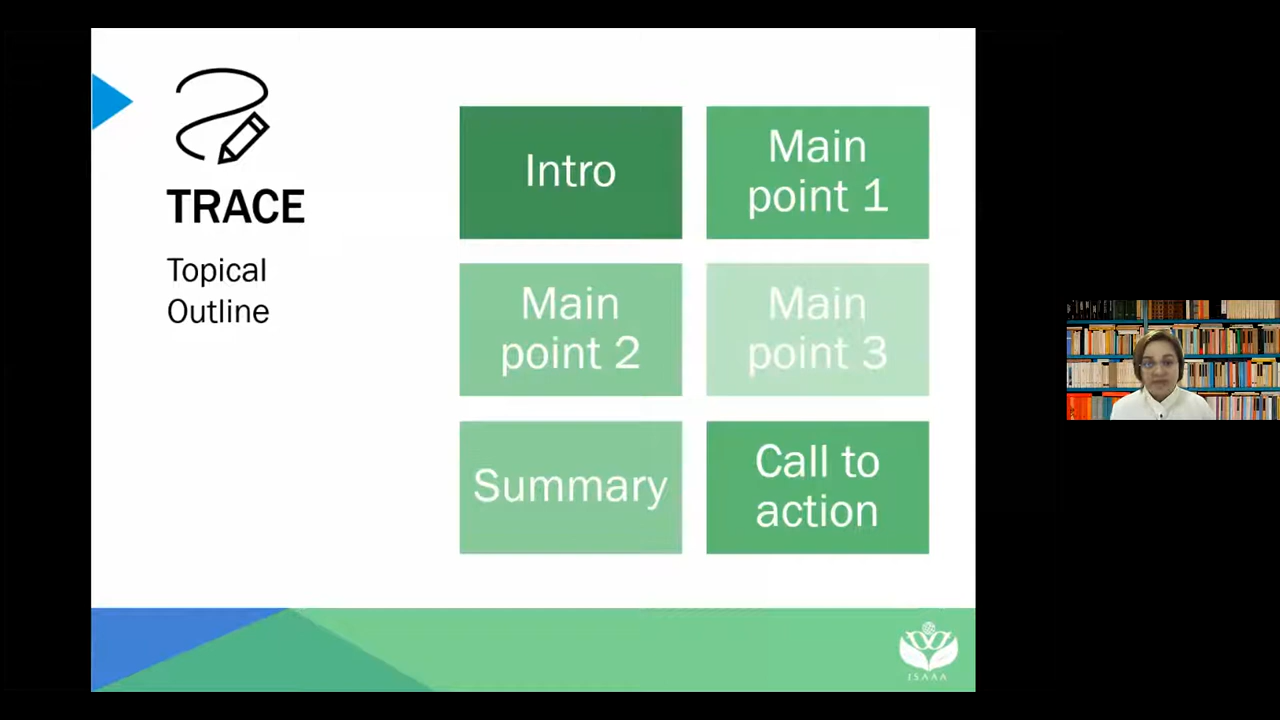 TRACE
Topical
Outline
Intro
Main
point 1
Main
point 2
Main
point 3
Summary
Call to
action
ISAAA